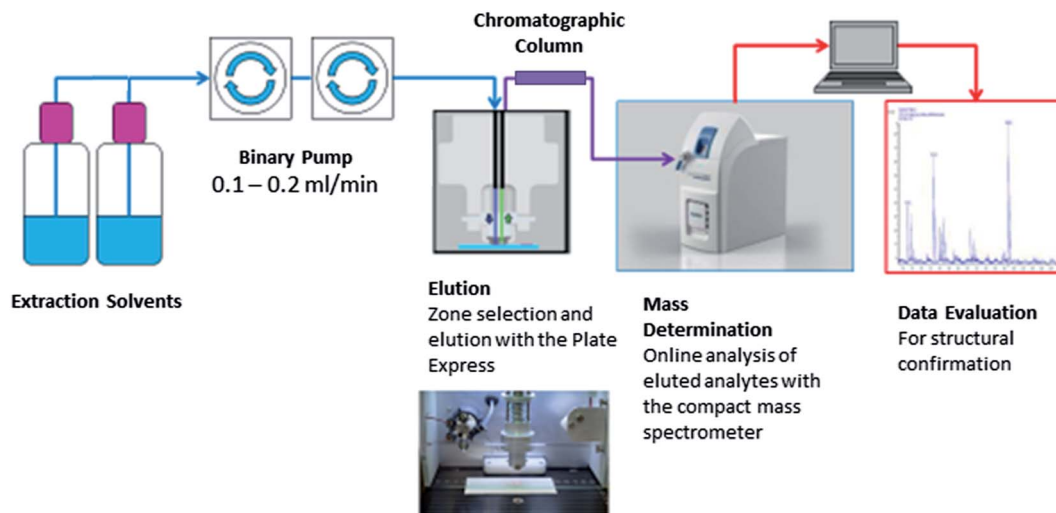 Chromatographic
Column
Binary Pump
0.1 – 0.2 ml/min
Extraction Solvents
Elution
Zone selection and
elution with the Plate
Express
Mass
Determination
Online analysis of
eluted analytes with
the compact mass
spectrometer
Data Evaluation
For structural
confirmation